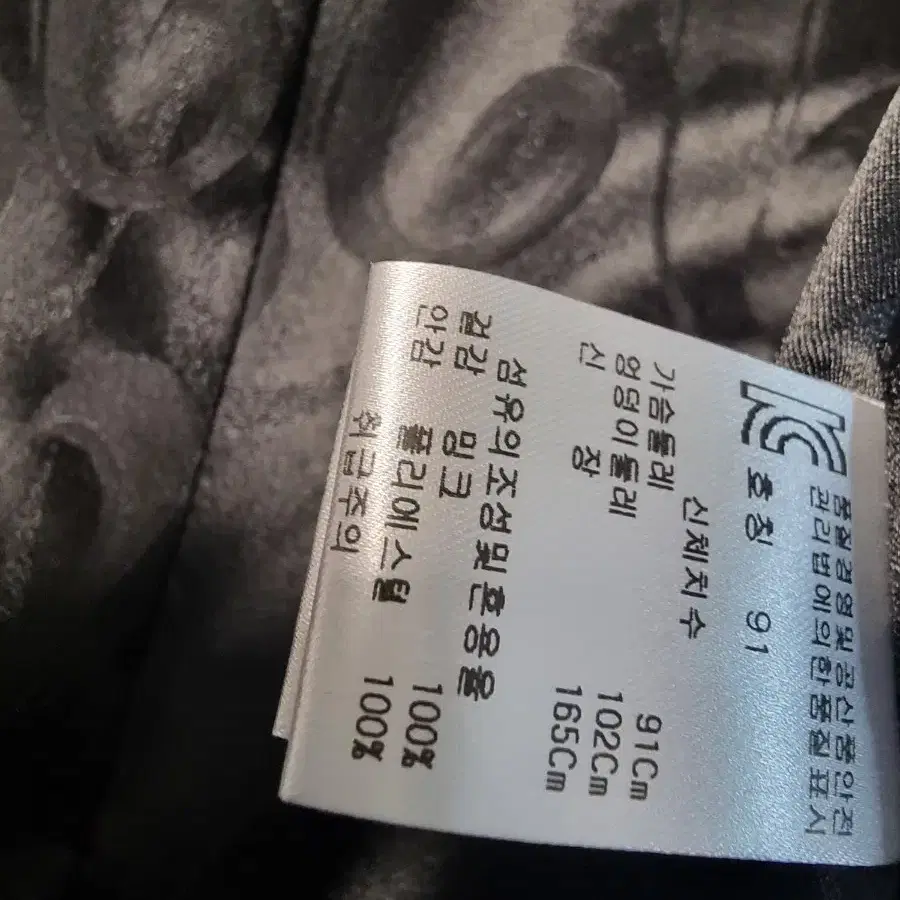 품질경영및공산품안전
관리법에의한품질표시
KC 호칭 91
신체치수
가슴둘레 91Cm
엉덩이둘레 102Cm
신 장 165Cm
섬유의조성및혼용율
겉감 밍크 100%
안감 폴리에스텔 100%
취급주의